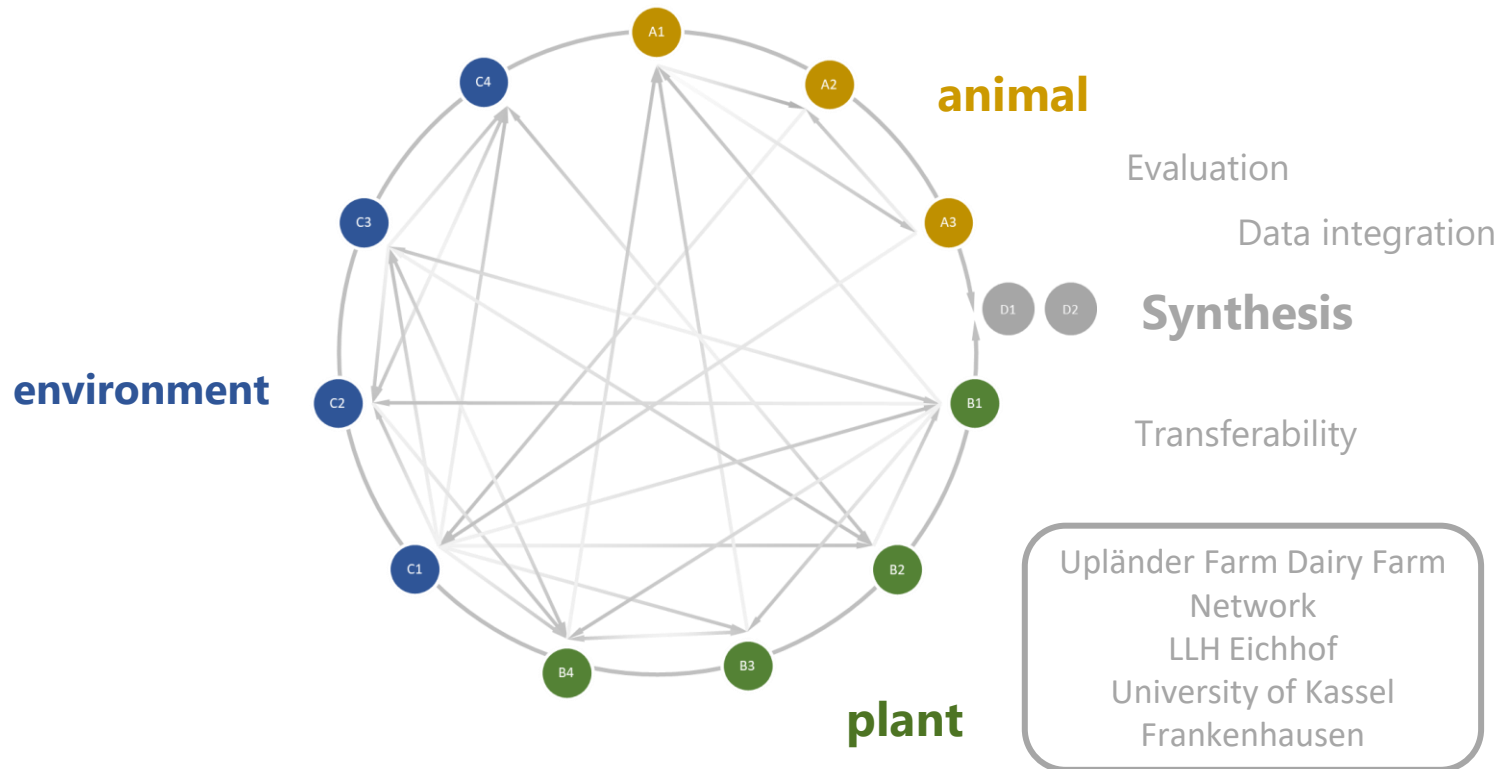 A1
C4
A2
animal
Evaluation
C3
A3
Data integration
D1
D2
Synthesis
environment
C2
B1
Transferability
C1
B2
Upländer Farm Dairy Farm
Network
LLH Eichhof
University of Kassel
Frankenhausen
B4
B3
plant